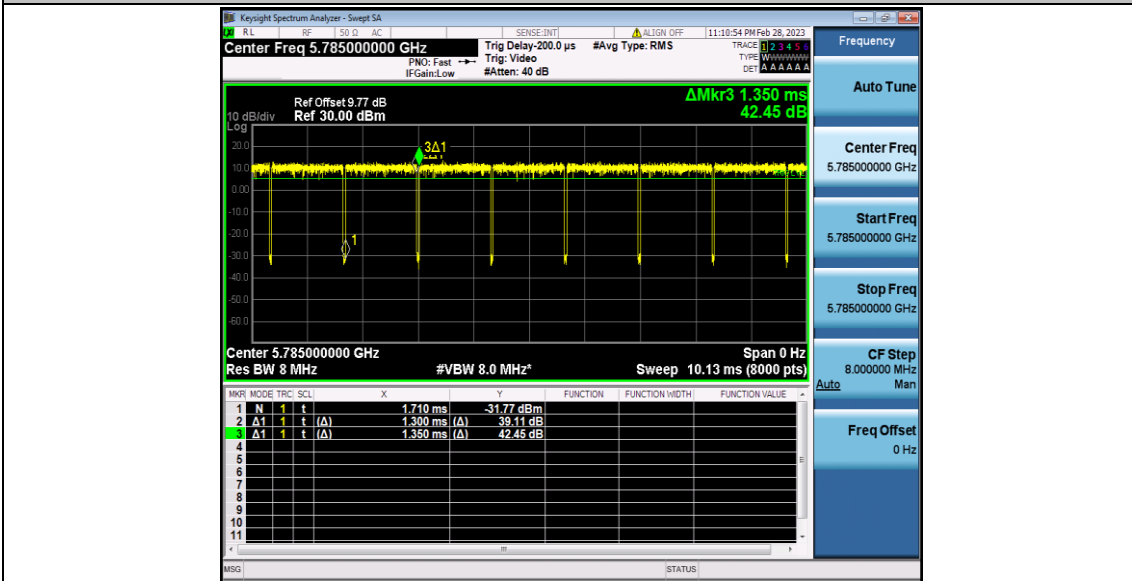 Keysight Spectrum Analyzer - Swept SA
RL RF 50 Ω AC SENSE:INT ALIGN OFF 11:10:54 PM Feb 28, 2023
Center Freq 5.785000000 GHz
PNO: Fast
IFGain:Low
Trig Delay-200.0 µs
Trig: Video
#Atten: 40 dB
#Avg Type: RMS
TRACE 1 2 3 4 5 6
TYPE WWWWWW
DET A A A A A A
Frequency
Auto Tune
Center Freq
5.785000000 GHz
Start Freq
5.785000000 GHz
Stop Freq
5.785000000 GHz
CF Step
8.000000 MHz
Auto Man
Freq Offset
0 Hz
ΔMkr3 1.350 ms
42.45 dB
Ref Offset 9.77 dB
10 dB/div Ref 30.00 dBm
Log
20.0
10.0
0.00
-10.0
-20.0
-30.0
-40.0
-50.0
-60.0
3Δ1
1
Center 5.785000000 GHz Span 0 Hz
Res BW 8 MHz #VBW 8.0 MHz* Sweep 10.13 ms (8000 pts)
MKR MODE TRC SCL X Y FUNCTION FUNCTION WIDTH FUNCTION VALUE
1 N 1 t 1.710 ms -31.77 dBm
2 Δ1 1 t (Δ) 1.300 ms (Δ) 39.11 dB
3 Δ1 1 t (Δ) 1.350 ms (Δ) 42.45 dB
4
5
6
7
8
9
10
11
MSG STATUS